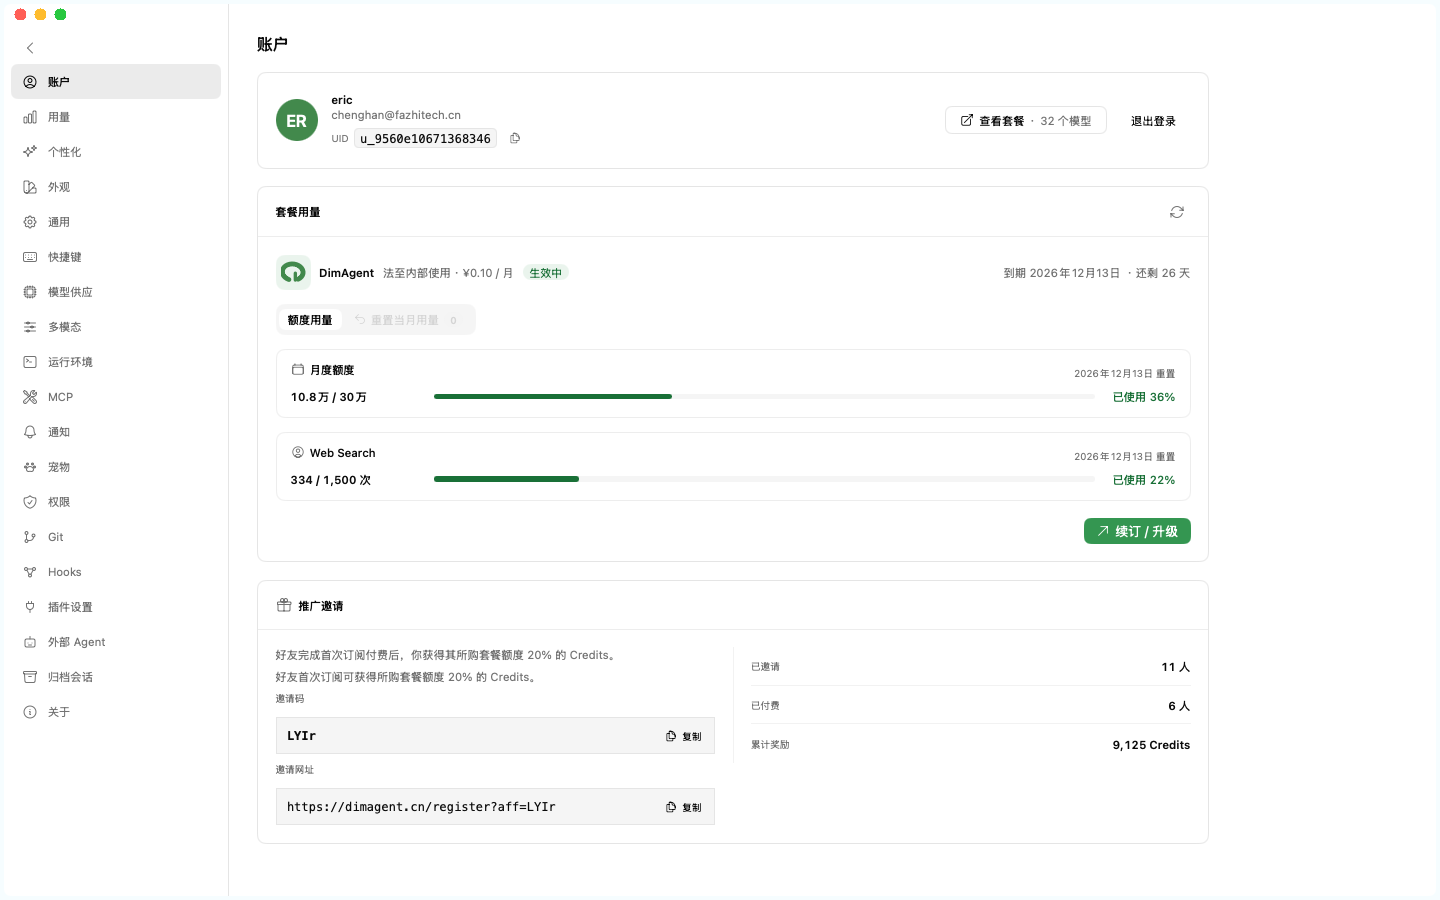 账户
用量
个性化
外观
通用
快捷键
模型供应
多模态
运行环境
MCP
通知
宠物
权限
Git
Hooks
插件设置
外部 Agent
归档会话
关于
账户
ER
eric
chenghan@fazhitech.cn
UID u_9560e10671368346
查看套餐 · 32 个模型
退出登录
套餐用量
DimAgent 法至内部使用 · ¥0.10 / 月 生效中
到期 2026年12月13日 · 还剩 26 天
额度用量 重置当月用量 0
月度额度
2026年12月13日 重置
10.8万 / 30万
已使用 36%
Web Search
2026年12月13日 重置
334 / 1,500 次
已使用 22%
续订 / 升级
推广邀请
好友完成首次订阅付费后，你获得其所购套餐额度 20% 的 Credits。
好友首次订阅可获得所购套餐额度 20% 的 Credits。
邀请码
LYIr 复制
邀请网址
https://dimagent.cn/register?aff=LYIr 复制
已邀请 11 人
已付费 6 人
累计奖励 9,125 Credits